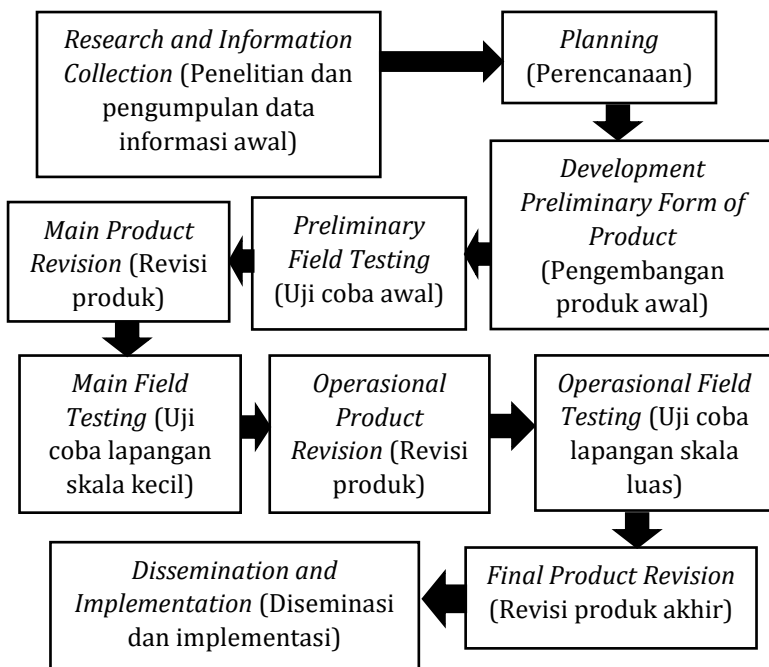 Research and Information
Collection (Penelitian dan
pengumpulan data
informasi awal)
Planning
(Perencanaan)
Development
Preliminary Form of
Product
(Pengembangan
produk awal)
Preliminary
Field Testing
(Uji coba awal)
Main Product
Revision (Revisi
produk)
Main Field
Testing (Uji
coba lapangan
skala kecil)
Operasional
Product
Revision (Revisi
produk)
Operasional Field
Testing (Uji coba
lapangan skala
luas)
Final Product Revision
(Revisi produk akhir)
Dissemination and
Implementation (Diseminasi
dan implementasi)